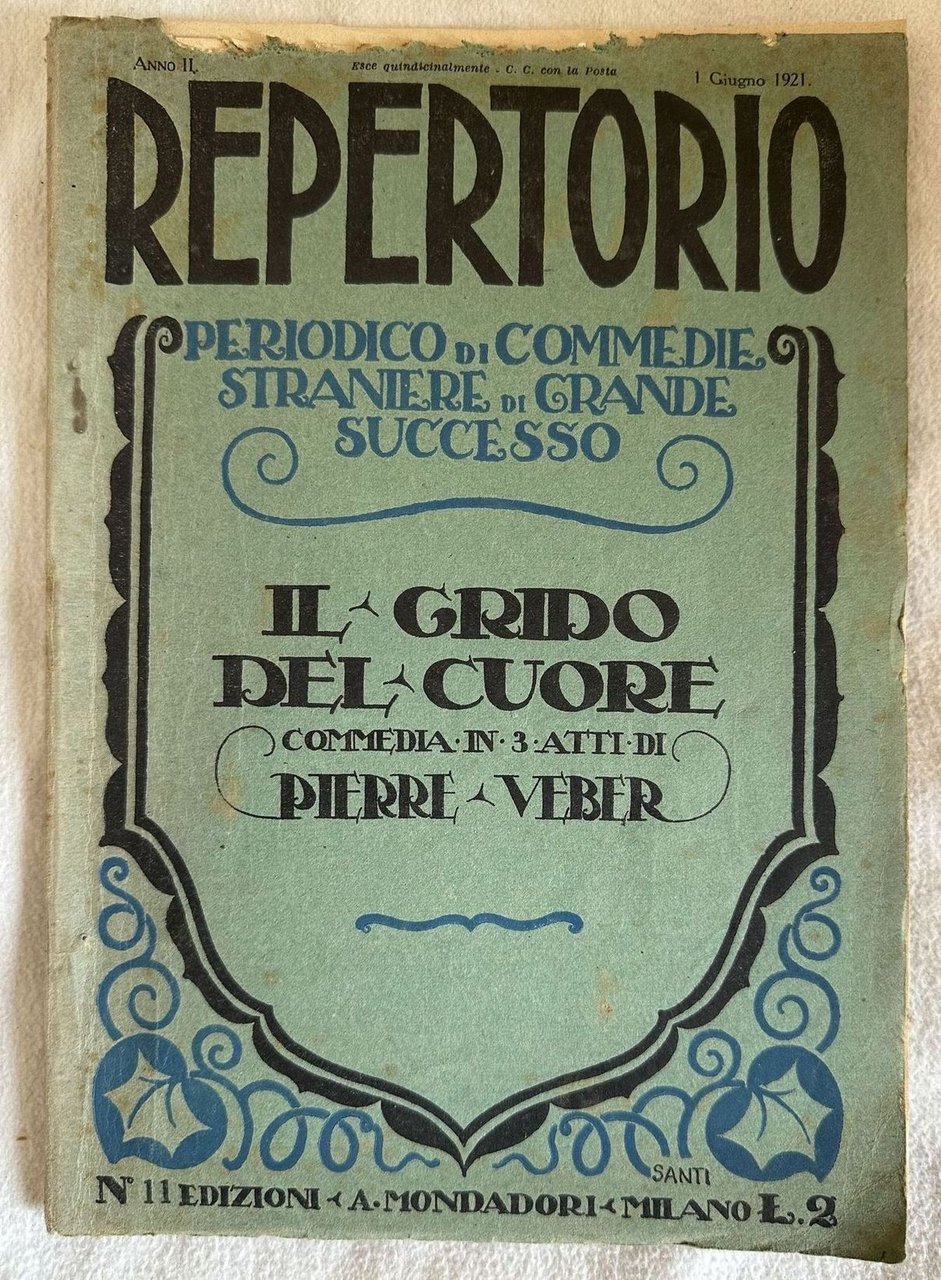 ANNO II. Esce quindicinalmente - C. C. con la Posta 1 Giugno 1921.
REPERTORIO
PERIODICO DI COMMEDIE
STRANIERE DI GRANDE
SUCCESSO
IL GRIDO
DEL CUORE
COMMEDIA·IN·3·ATTI·DI
PIERRE VEBER
SANTI
Nº 11 EDIZIONI A. MONDADORI MILANO L. 2